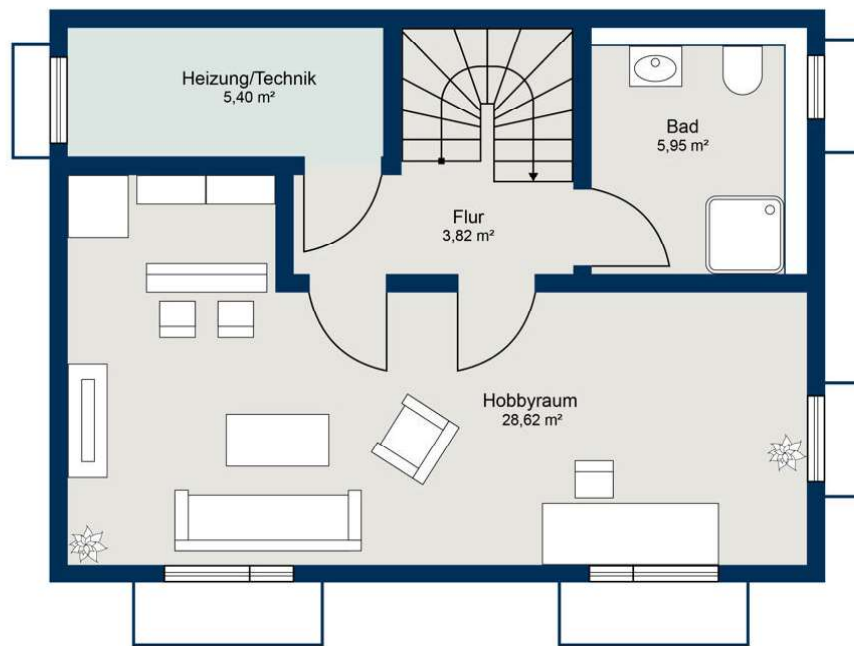 Heizung/Technik
5,40 m²
Bad
5,95 m²
Flur
3,82 m²
Hobbyraum
28,62 m²